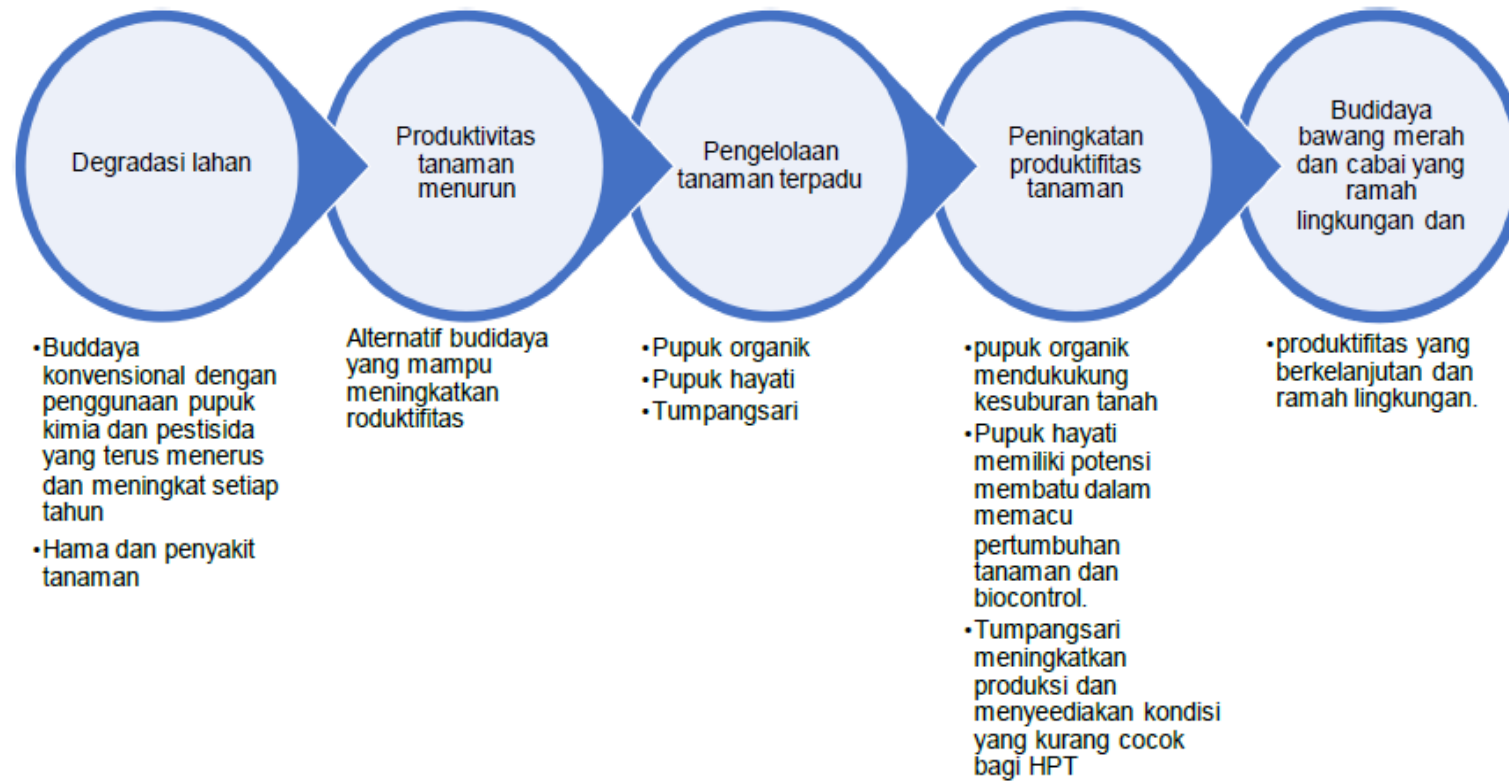 Degradasi lahan
Produktivitas
tanaman
menurun
Pengelolaan
tanaman terpadu
Peningkatan
produktifitas
tanaman
Budidaya
bawang merah
dan cabai yang
ramah
lingkungan dan
•Buddaya
konvensional dengan
penggunaan pupuk
kimia dan pestisida
yang terus menerus
dan meningkat setiap
tahun
•Hama dan penyakit
tanaman
Alternatif budidaya
yang mampu
meningkatkan
roduktifitas
•Pupuk organik
•Pupuk hayati
•Tumpangsari
•pupuk organik
mendukukung
kesuburan tanah
•Pupuk hayati
memiliki potensi
membatu dalam
memacu
pertumbuhan
tanaman dan
biocontrol.
•Tumpangsari
meningkatkan
produksi dan
menyeediakan kondisi
yang kurang cocok
bagi HPT
•produktifitas yang
berkelanjutan dan
ramah lingkungan.